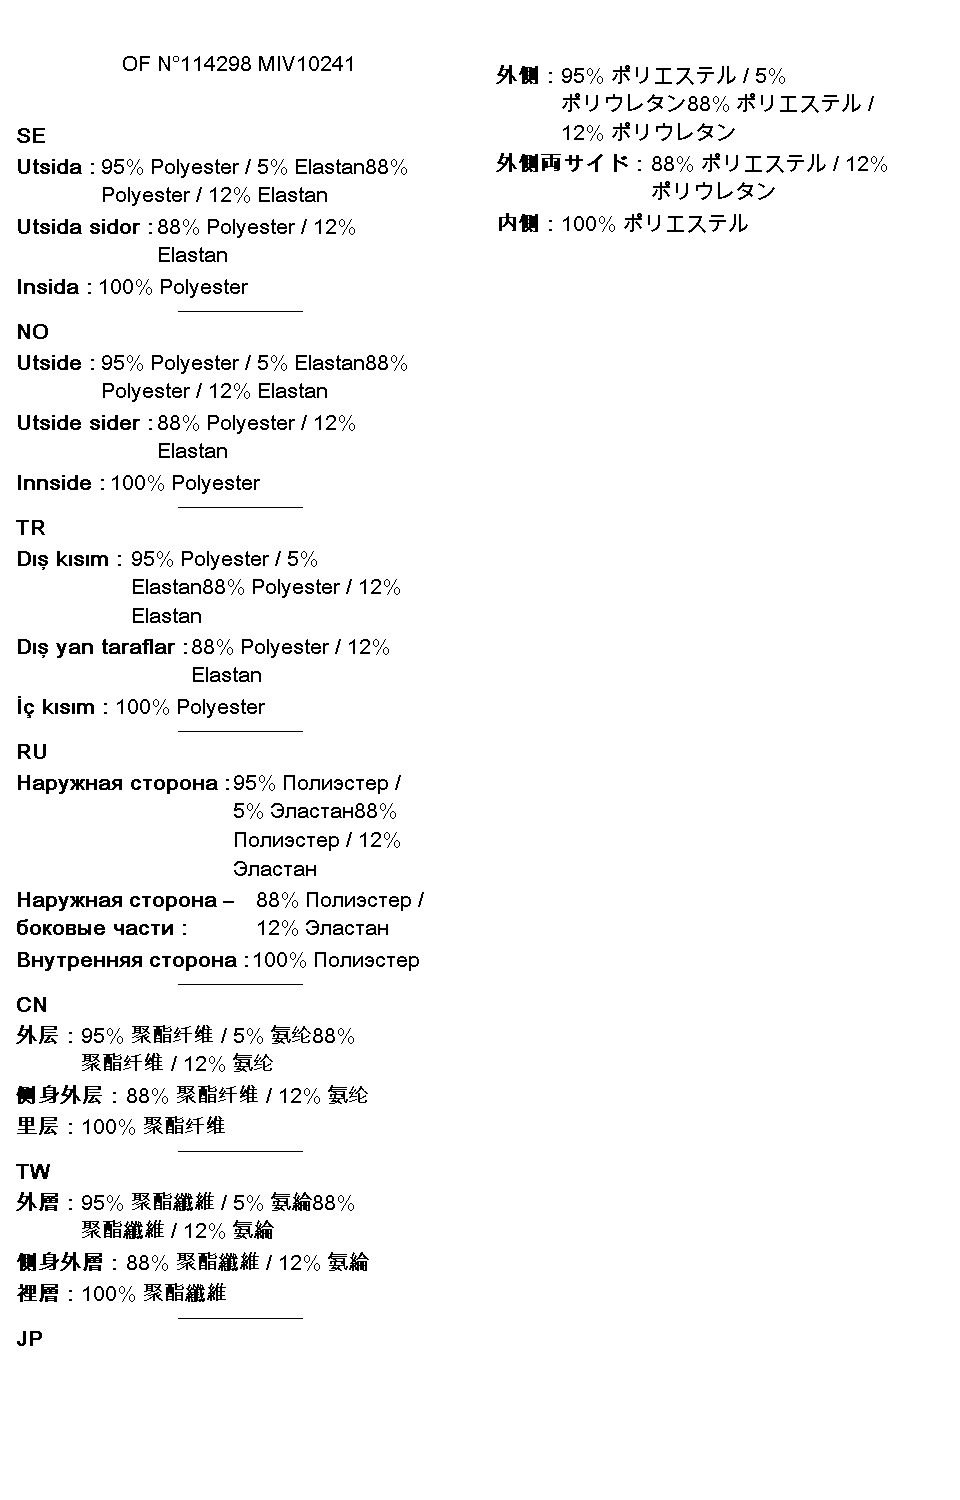 OF N°114298 MIV10241
SE
Utsida : 95% Polyester / 5% Elastan88%
Polyester / 12% Elastan
Utsida sidor : 88% Polyester / 12%
Elastan
Insida : 100% Polyester
NO
Utside : 95% Polyester / 5% Elastan88%
Polyester / 12% Elastan
Utside sider : 88% Polyester / 12%
Elastan
Innside : 100% Polyester
TR
Dış kısım : 95% Polyester / 5%
Elastan88% Polyester / 12%
Elastan
Dış yan taraflar : 88% Polyester / 12%
Elastan
İç kısım : 100% Polyester
RU
Наружная сторона : 95% Полиэстер /
5% Эластан88%
Полиэстер / 12%
Эластан
Наружная сторона – 88% Полиэстер /
боковые части : 12% Эластан
Внутренняя сторона : 100% Полиэстер
CN
外层 : 95% 聚酯纤维 / 5% 氨纶88%
聚酯纤维 / 12% 氨纶
侧身外层 : 88% 聚酯纤维 / 12% 氨纶
里层 : 100% 聚酯纤维
TW
外層 : 95% 聚酯纖維 / 5% 氨綸88%
聚酯纖維 / 12% 氨綸
側身外層 : 88% 聚酯纖維 / 12% 氨綸
裡層 : 100% 聚酯纖維
JP
外側 : 95% ポリエステル / 5%
ポリウレタン88% ポリエステル /
12% ポリウレタン
外側両サイド : 88% ポリエステル / 12%
ポリウレタン
内側 : 100% ポリエステル